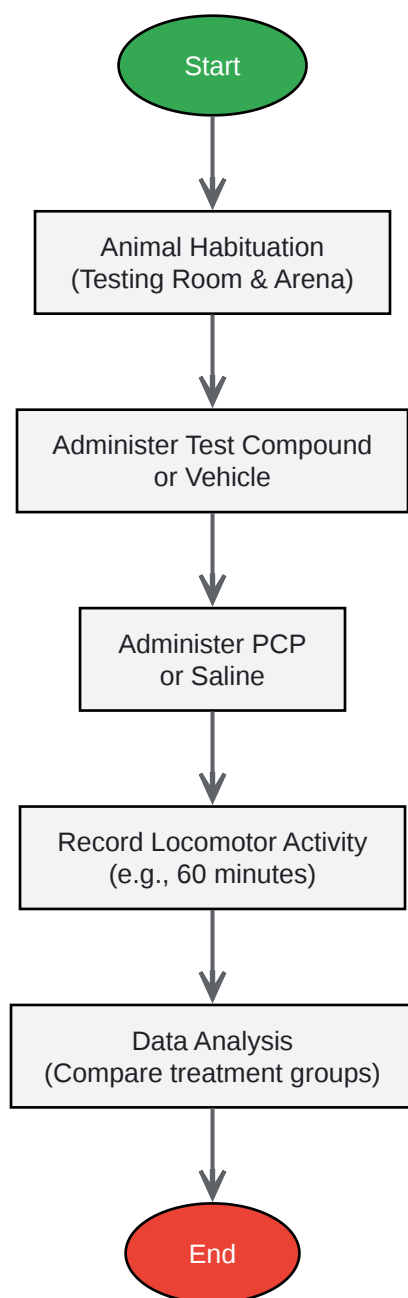 Start
Animal Habituation
(Testing Room & Arena)
Administer Test Compound
or Vehicle
Administer PCP
or Saline
Record Locomotor Activity
(e.g., 60 minutes)
Data Analysis
(Compare treatment groups)
End